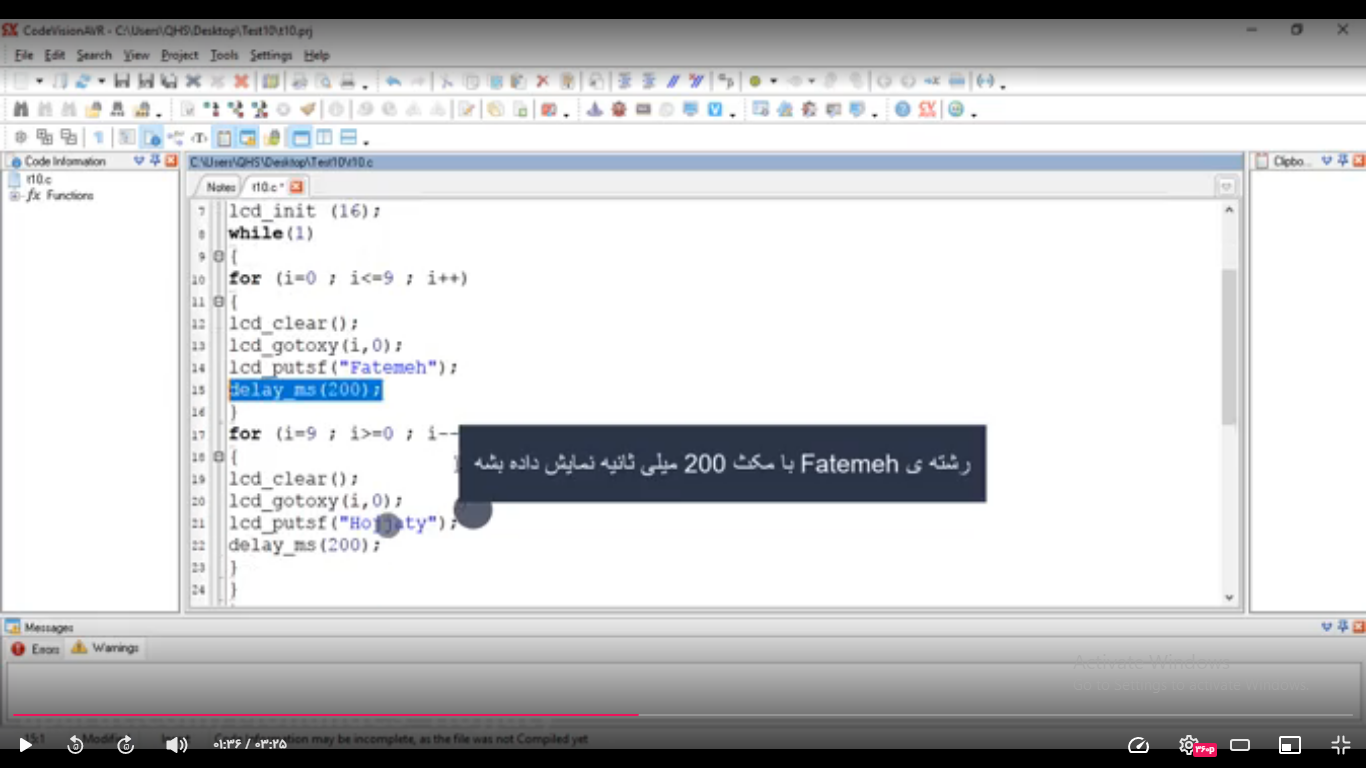 CodeVisionAVR - C:\Users\QHS\Desktop\Test10\t10.prj
File Edit Search View Project Tools Settings Help
Code Information
C:\Users\QHS\Desktop\Test10\t10.c
Clipbo...
t10.c
Functions
Notes t10.c *
7 lcd_init (16);
8 while(1)
9 {
10 for (i=0 ; i<=9 ; i++)
11 {
12 lcd_clear();
13 lcd_gotoxy(i,0);
14 lcd_putsf("Fatemeh");
15 delay_ms(200);
16 }
17 for (i=9 ; i>=0 ; i--
18 {
19 lcd_clear();
20 lcd_gotoxy(i,0);
21 lcd_putsf("Hojjaty");
22 delay_ms(200);
23 }
24 }
رشته ی Fatemeh با مکث 200 میلی ثانیه نمایش داده بشه
Messages
Errors Warnings
Activate Windows
Go to Settings to activate Windows.
15:1 Modified
Code Information may be incomplete, as the file was not Compiled yet
۰۱:۳۶ / ۰۳:۲۵
۳۶۰p